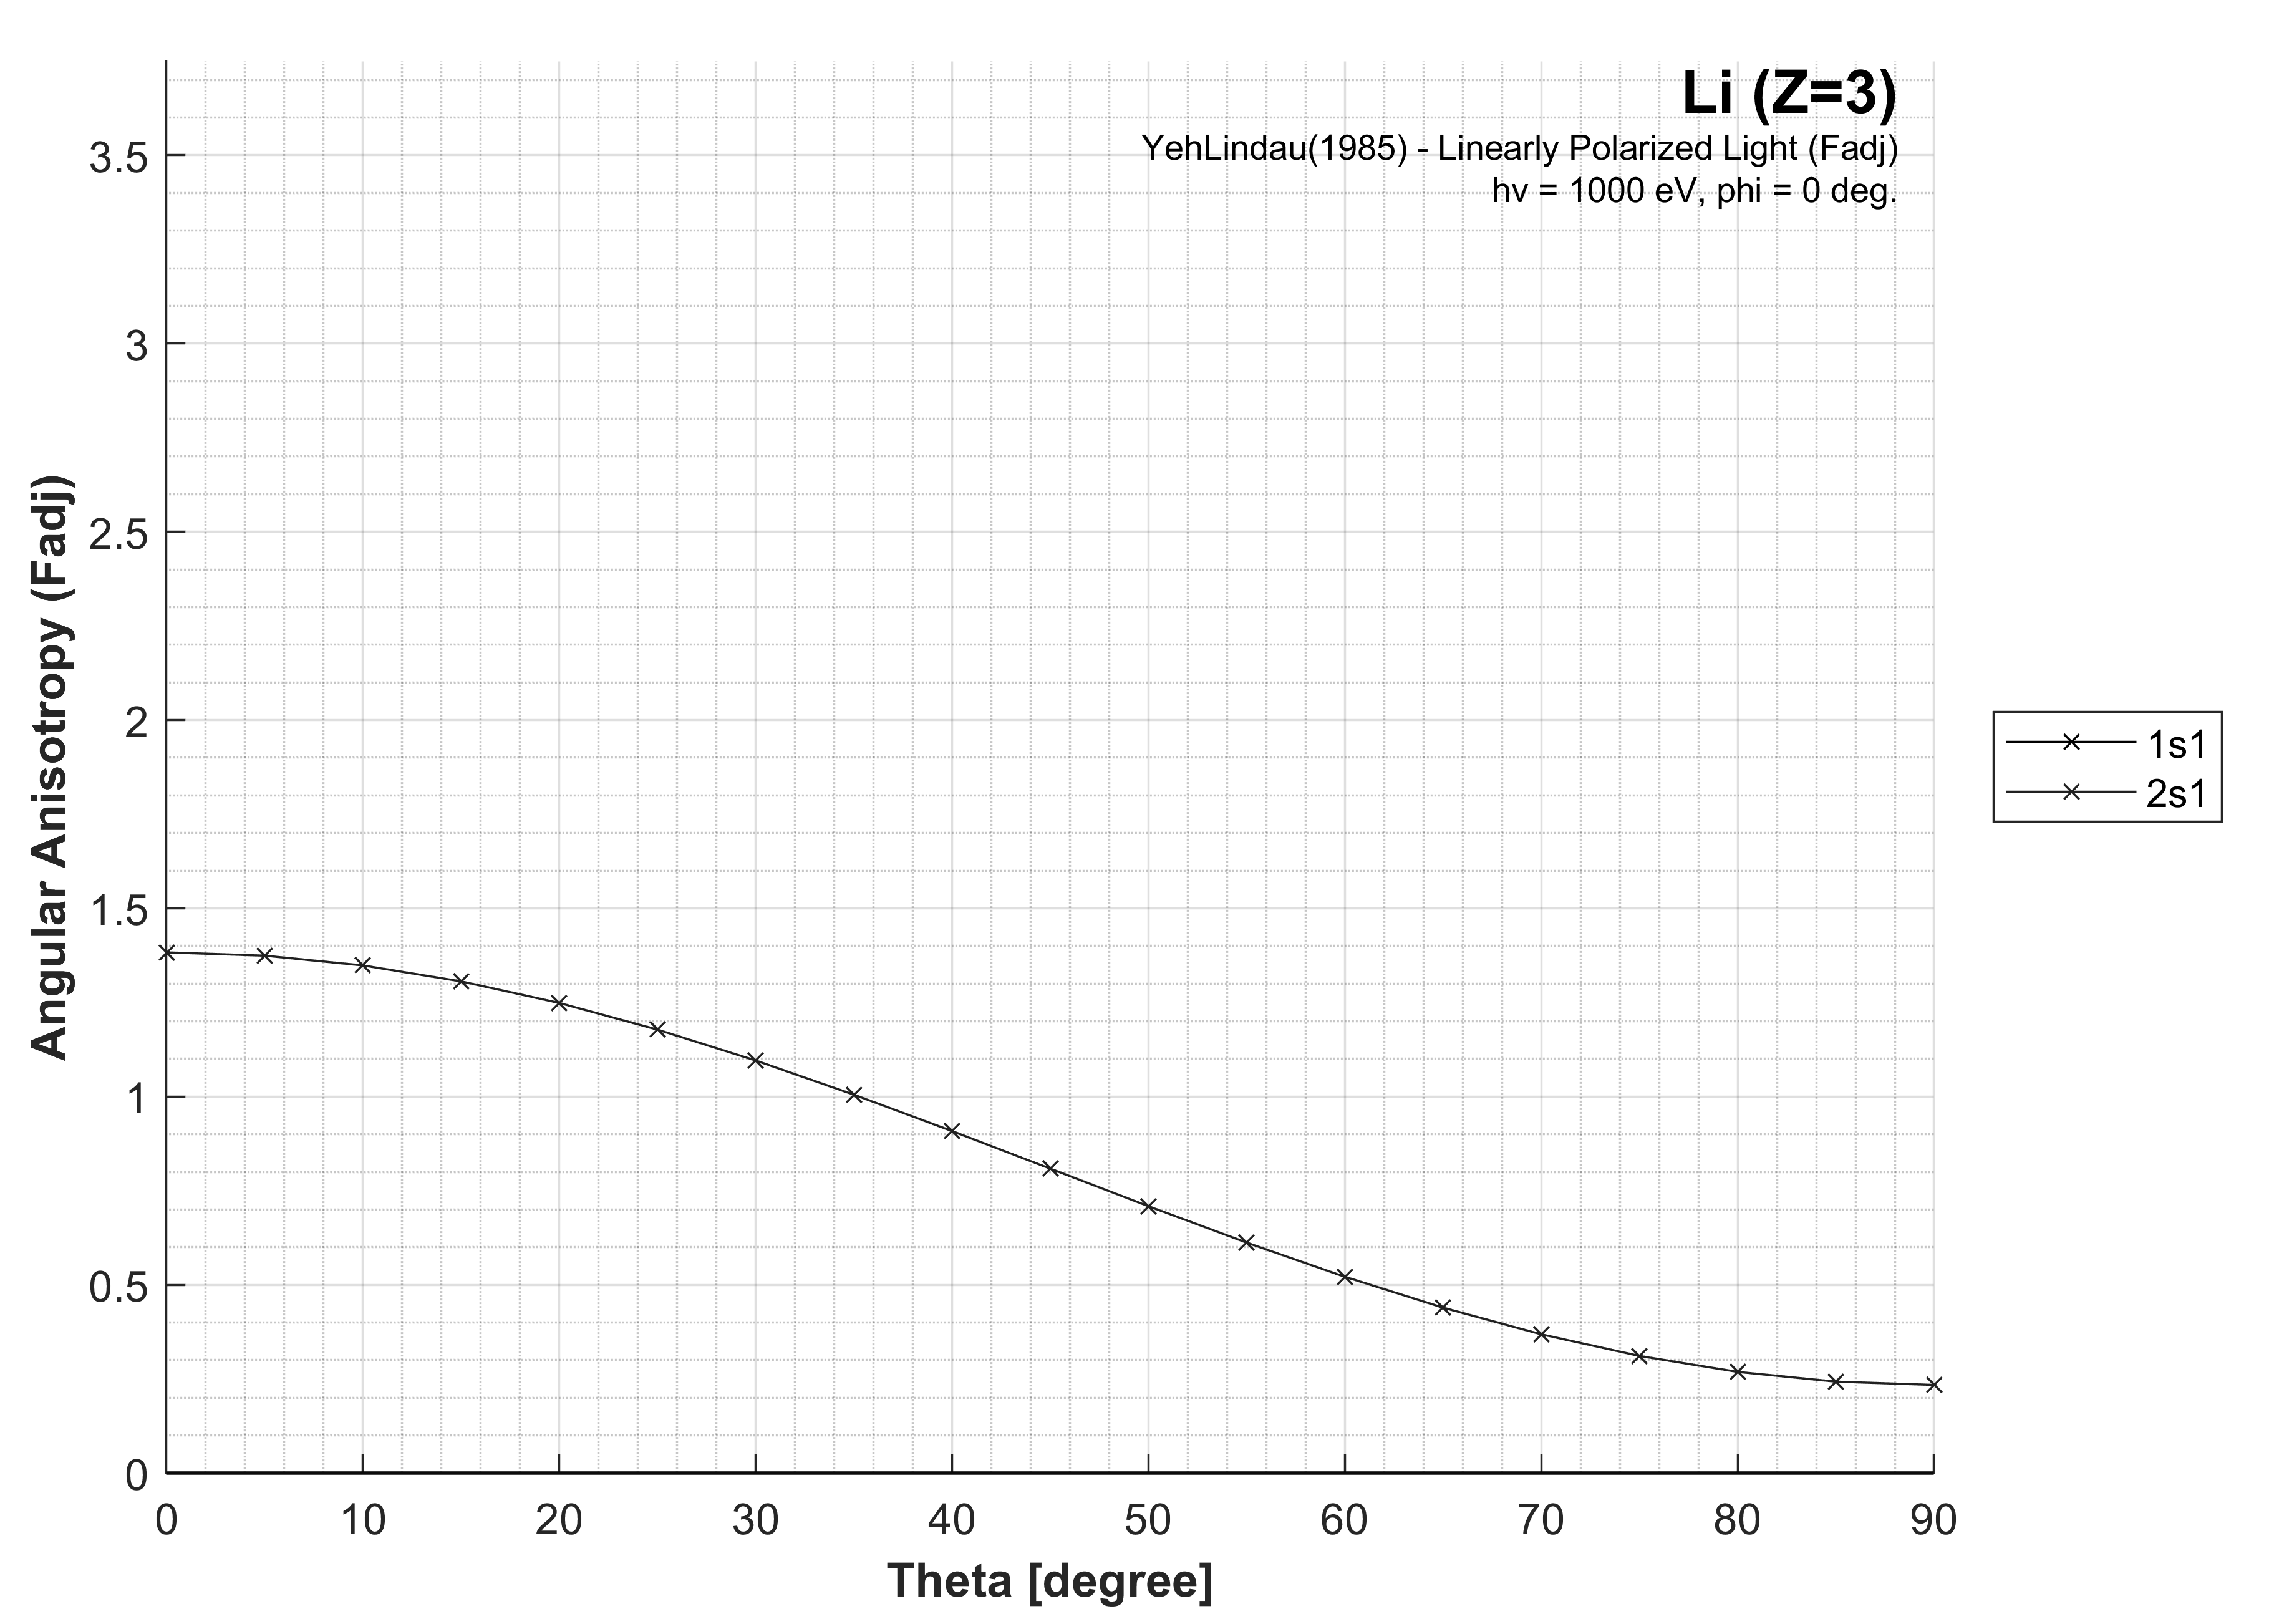 Li (Z=3)
YehLindau(1985) - Linearly Polarized Light (Fadj)
hv = 1000 eV, phi = 0 deg.
Angular Anisotropy (Fadj)
3.5
3
2.5
2
1.5
1
0.5
0
0 10 20 30 40 50 60 70 80 90
Theta [degree]
1s1
2s1